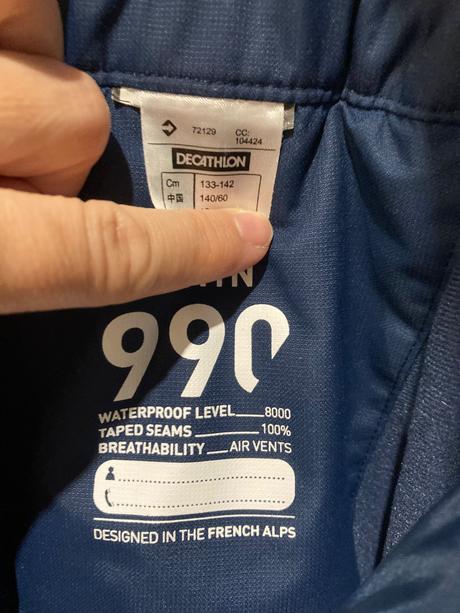 72129 CC:
104424
DECATHLON
Cm 133-142
中国 140/60
990
WATERPROOF LEVEL 8000
TAPED SEAMS 100%
BREATHABILITY AIR VENTS
DESIGNED IN THE FRENCH ALPS